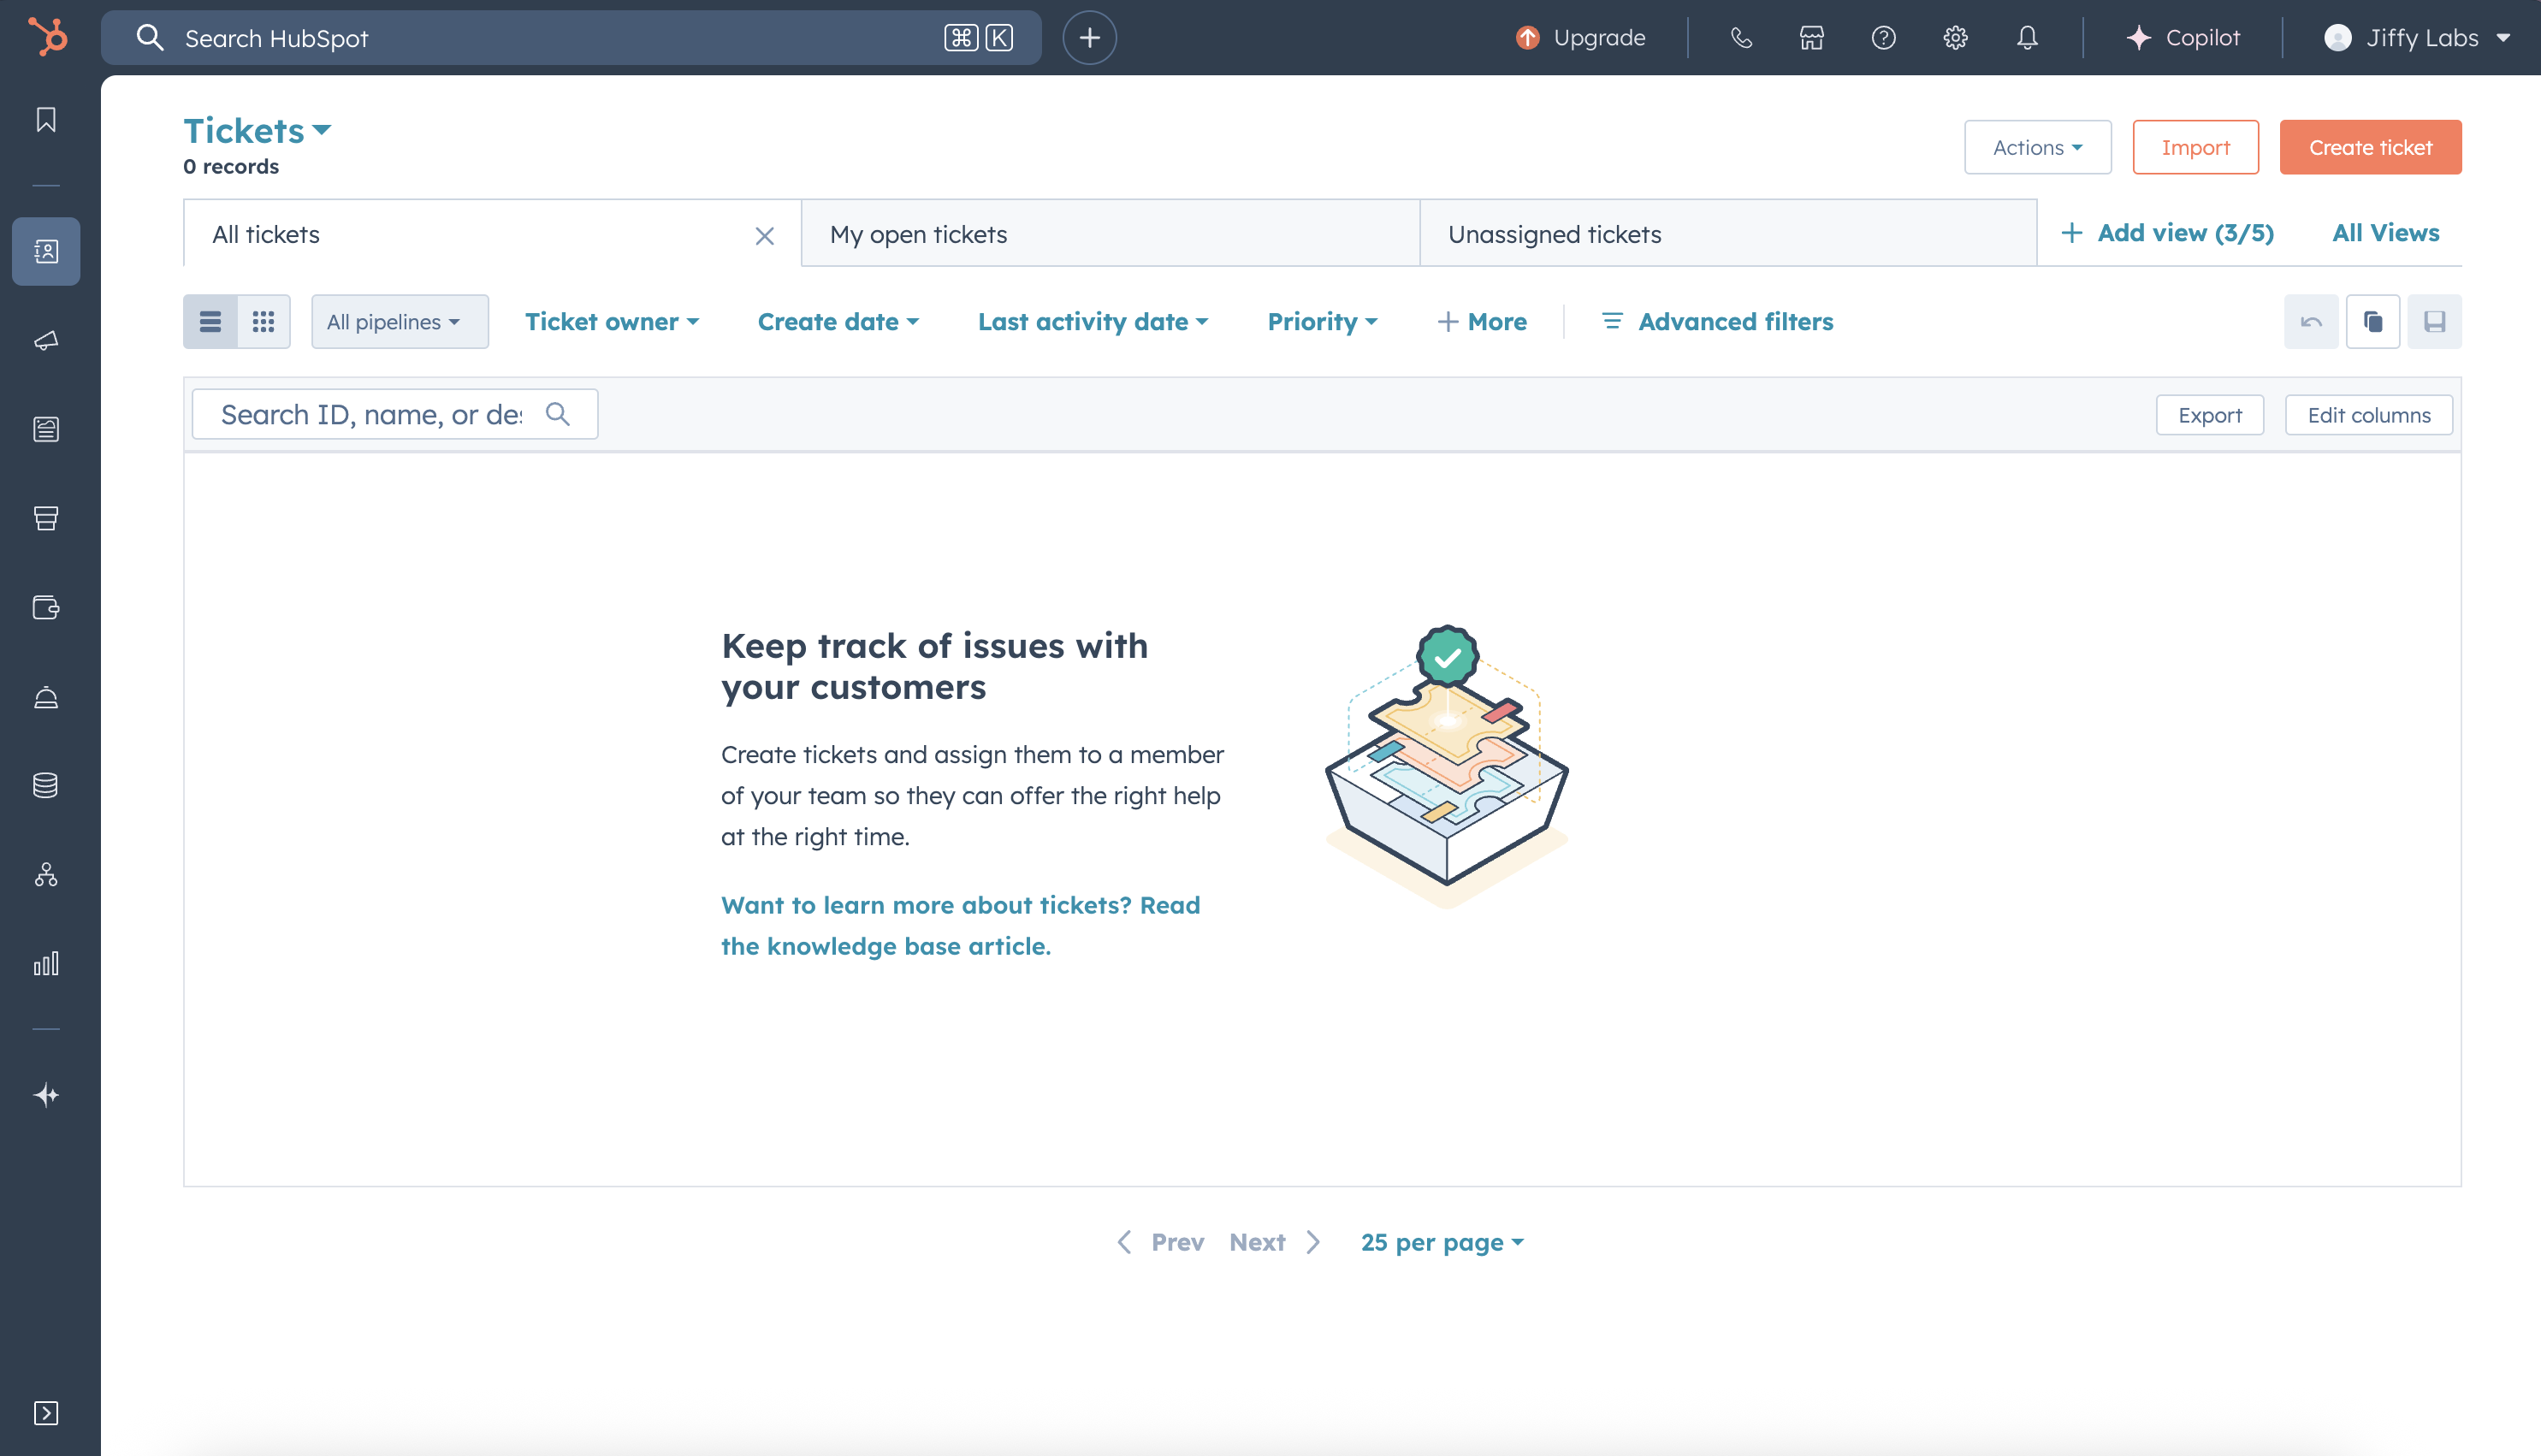 Search HubSpot ⌘ K
Upgrade
Copilot
Jiffy Labs
Tickets
0 records
Actions
Import
Create ticket
All tickets
My open tickets
Unassigned tickets
+ Add view (3/5)
All Views
All pipelines
Ticket owner
Create date
Last activity date
Priority
+ More
Advanced filters
Search ID, name, or des
Export
Edit columns
Keep track of issues with
your customers
Create tickets and assign them to a member
of your team so they can offer the right help
at the right time.
Want to learn more about tickets? Read
the knowledge base article.
Prev
Next
25 per page